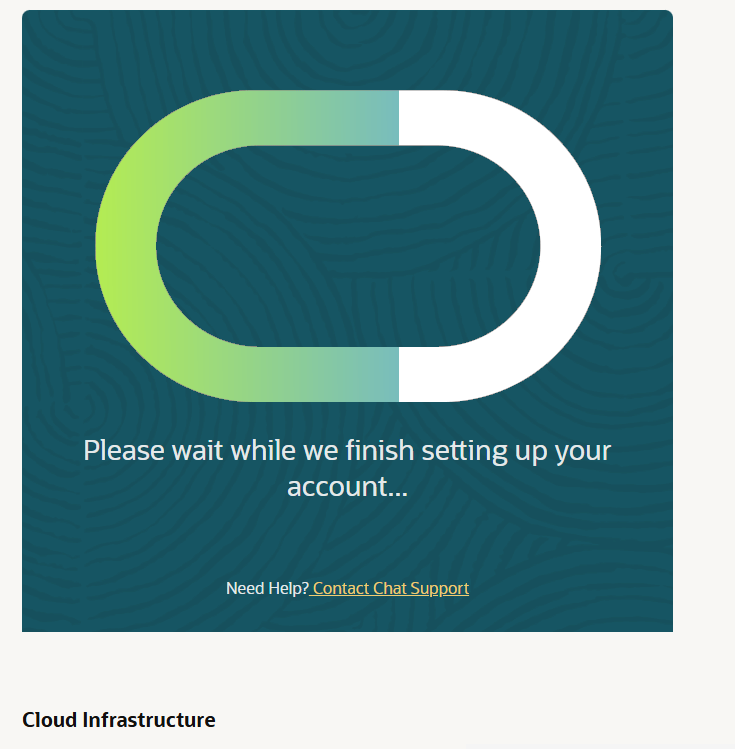 Please wait while we finish setting up your
account...
Need Help? Contact Chat Support
Cloud Infrastructure